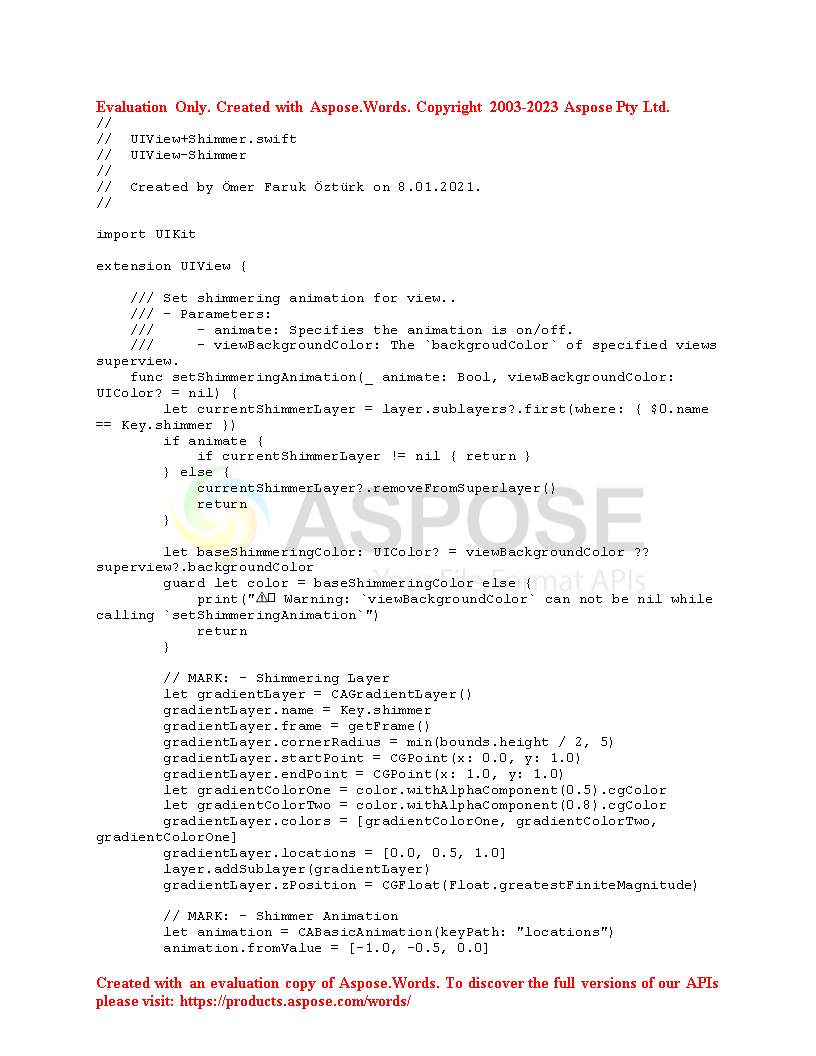 Evaluation Only. Created with Aspose.Words. Copyright 2003-2023 Aspose Pty Ltd.
//
//  UIView+Shimmer.swift
//  UIView-Shimmer
//
//  Created by Ömer Faruk Öztürk on 8.01.2021.
//

import UIKit

extension UIView {

    /// Set shimmering animation for view..
    /// - Parameters:
    ///     - animate: Specifies the animation is on/off.
    ///     - viewBackgroundColor: The `backgroudColor` of specified views
superview.
    func setShimmeringAnimation(_ animate: Bool, viewBackgroundColor:
UIColor? = nil) {
        let currentShimmerLayer = layer.sublayers?.first(where: { $0.name
== Key.shimmer })
        if animate {
            if currentShimmerLayer != nil { return }
        } else {
            currentShimmerLayer?.removeFromSuperlayer()
            return
        }
ASPOSE
        let baseShimmeringColor: UIColor? = viewBackgroundColor ??
superview?.backgroundColor
        guard let color = baseShimmeringColor else {
Your File Format APIs
            print("⚠ Warning: `viewBackgroundColor` can not be nil while
calling `setShimmeringAnimation`")
            return
        }

        // MARK: - Shimmering Layer
        let gradientLayer = CAGradientLayer()
        gradientLayer.name = Key.shimmer
        gradientLayer.frame = getFrame()
        gradientLayer.cornerRadius = min(bounds.height / 2, 5)
        gradientLayer.startPoint = CGPoint(x: 0.0, y: 1.0)
        gradientLayer.endPoint = CGPoint(x: 1.0, y: 1.0)
        let gradientColorOne = color.withAlphaComponent(0.5).cgColor
        let gradientColorTwo = color.withAlphaComponent(0.8).cgColor
        gradientLayer.colors = [gradientColorOne, gradientColorTwo,
gradientColorOne]
        gradientLayer.locations = [0.0, 0.5, 1.0]
        layer.addSublayer(gradientLayer)
        gradientLayer.zPosition = CGFloat(Float.greatestFiniteMagnitude)

        // MARK: - Shimmer Animation
        let animation = CABasicAnimation(keyPath: "locations")
        animation.fromValue = [-1.0, -0.5, 0.0]

Created with an evaluation copy of Aspose.Words. To discover the full versions of our APIs
please visit: https://products.aspose.com/words/